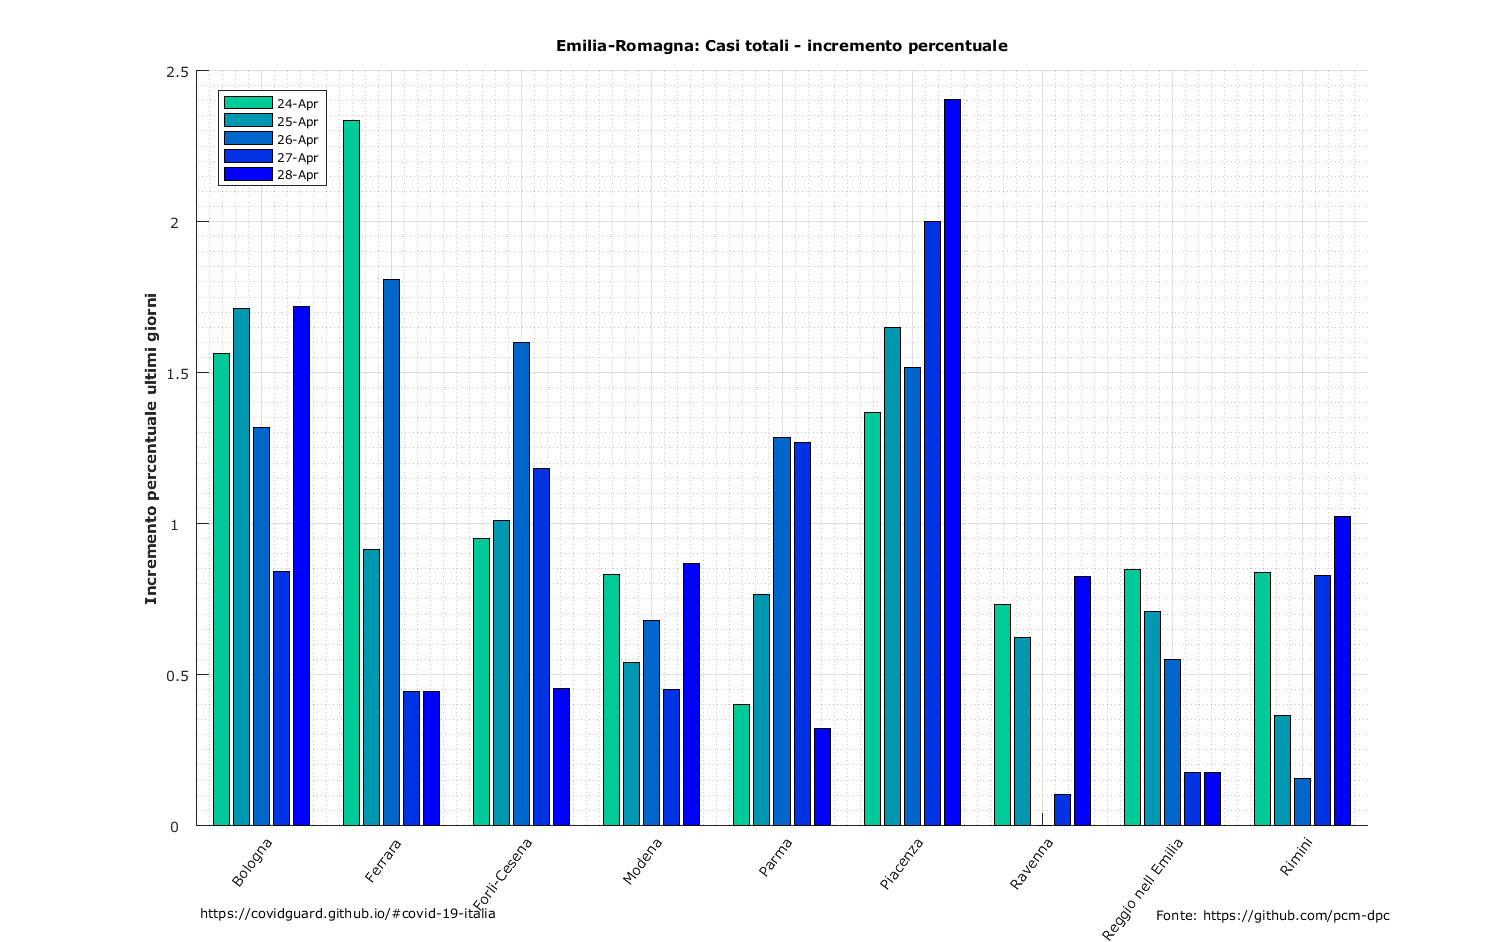 Emilia-Romagna: Casi totali - incremento percentuale
2.5
2
1.5
1
0.5
0
Incremento percentuale ultimi giorni
24-Apr
25-Apr
26-Apr
27-Apr
28-Apr
Bologna
Ferrara
Forlì-Cesena
Modena
Parma
Piacenza
Ravenna
Reggio nell Emilia
Rimini
https://covidguard.github.io/#covid-19-italia
Fonte: https://github.com/pcm-dpc